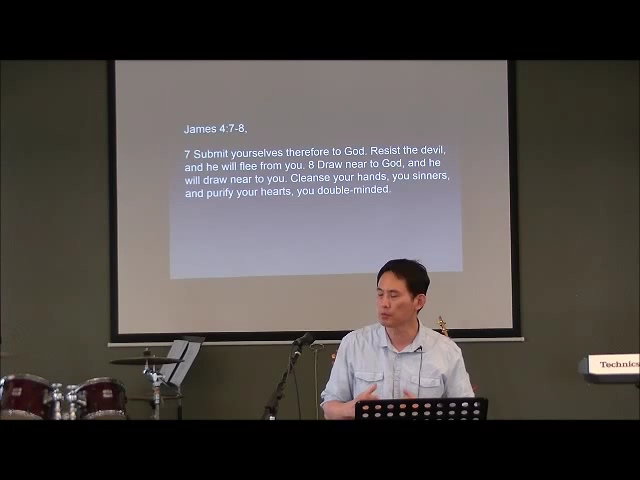 James 4:7-8,
7 Submit yourselves therefore to God. Resist the devil,
and he will flee from you. 8 Draw near to God, and he
will draw near to you. Cleanse your hands, you sinners,
and purify your hearts, you double-minded.
Technics